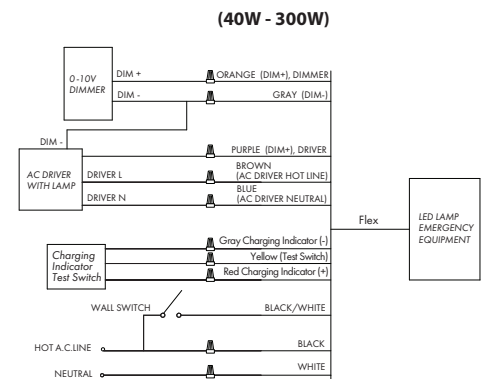 (40W - 300W)
0-10V
DIMMER
DIM +
ORANGE (DIM+), DIMMER
DIM -
GRAY (DIM-)
DIM -
PURPLE (DIM+), DRIVER
AC DRIVER
WITH LAMP
DRIVER L
BROWN
(AC DRIVER HOT LINE)
DRIVER N
BLUE
(AC DRIVER NEUTRAL)
Flex
LED LAMP
EMERGENCY
EQUIPMENT
Charging
Indicator
Test Switch
Gray Charging Indicator (-)
Yellow (Test Switch)
Red Charging Indicator (+)
WALL SWITCH
BLACK/WHITE
HOT A.C.LINE
BLACK
NEUTRAL
WHITE